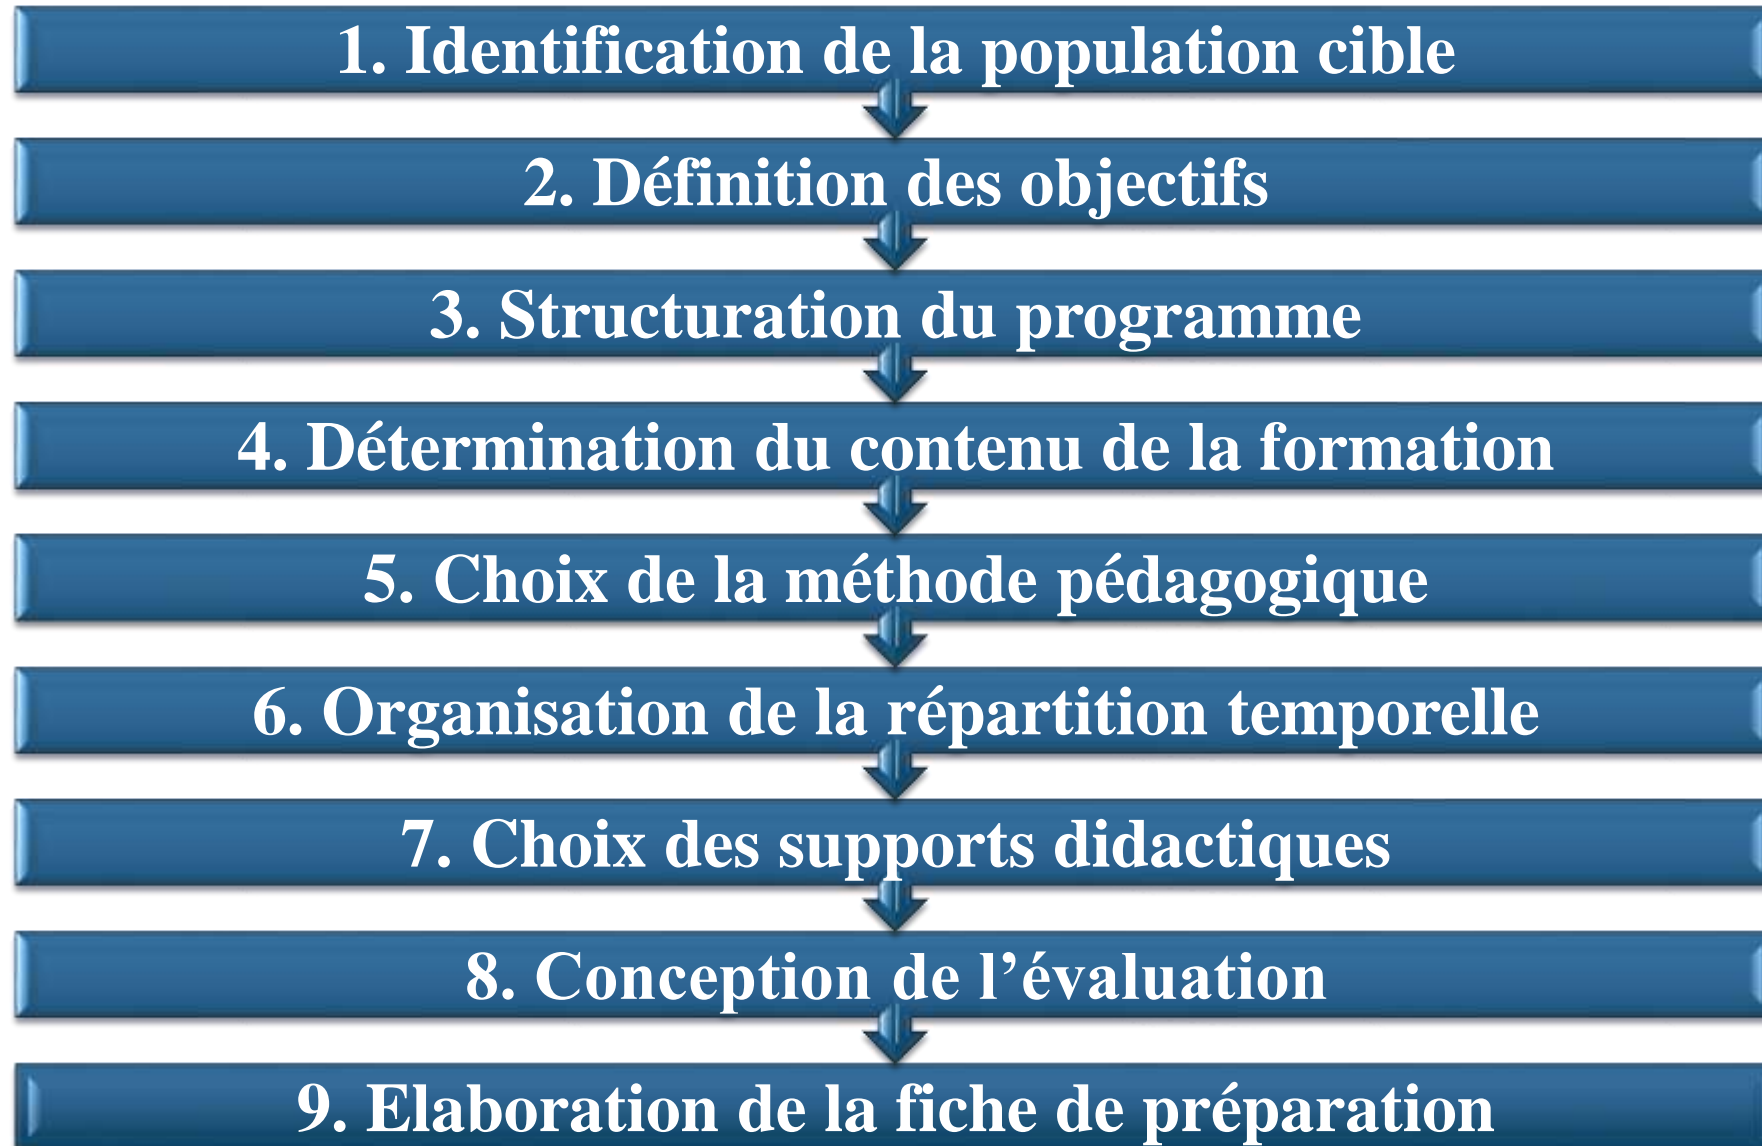 1. Identification de la population cible
2. Définition des objectifs
3. Structuration du programme
4. Détermination du contenu de la formation
5. Choix de la méthode pédagogique
6. Organisation de la répartition temporelle
7. Choix des supports didactiques
8. Conception de l’évaluation
9. Elaboration de la fiche de préparation